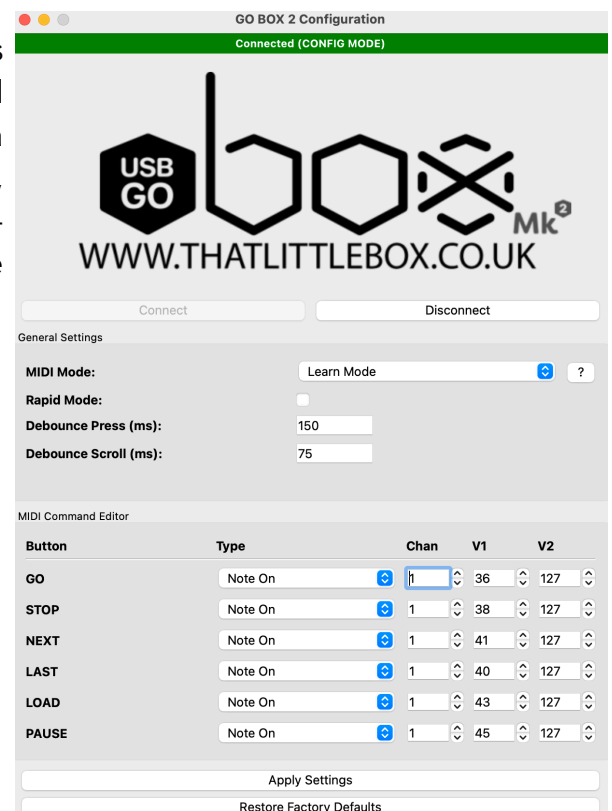 GO BOX 2 Configuration
Connected (CONFIG MODE)
USB
GO
box
Mk2
WWW.THATLITTLEBOX.CO.UK
Connect Disconnect
General Settings
MIDI Mode: Learn Mode ?
Rapid Mode:
Debounce Press (ms): 150
Debounce Scroll (ms): 75
MIDI Command Editor
Button Type Chan V1 V2
GO Note On 1 36 127
STOP Note On 1 38 127
NEXT Note On 1 41 127
LAST Note On 1 40 127
LOAD Note On 1 43 127
PAUSE Note On 1 45 127
Apply Settings
Restore Factory Defaults